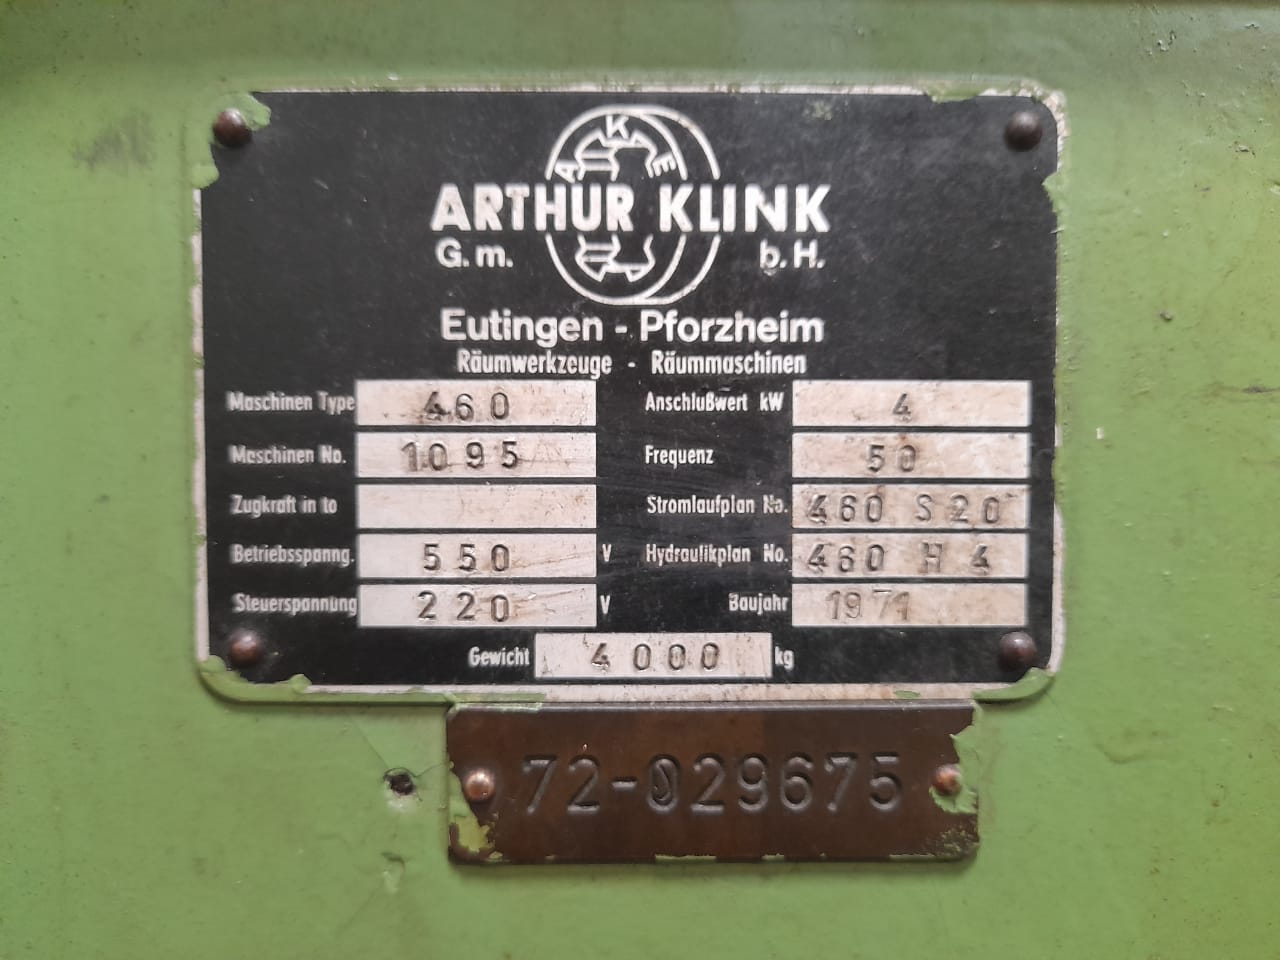 AKE
ARTHUR KLINK
G.m. b.H.
Eutingen - Pforzheim
Räumwerkzeuge - Räummaschinen
Maschinen Type 460 Anschlußwert kW 4
Maschinen No. 1095 Frequenz 50
Zugkraft in to Stromlaufplan No. 460 S20
Betriebsspanng. 550 V Hydraulikplan No. 460 H 4
Steuerspannung 220 V Baujahr 1971
Gewicht 4000 kg
72-029675